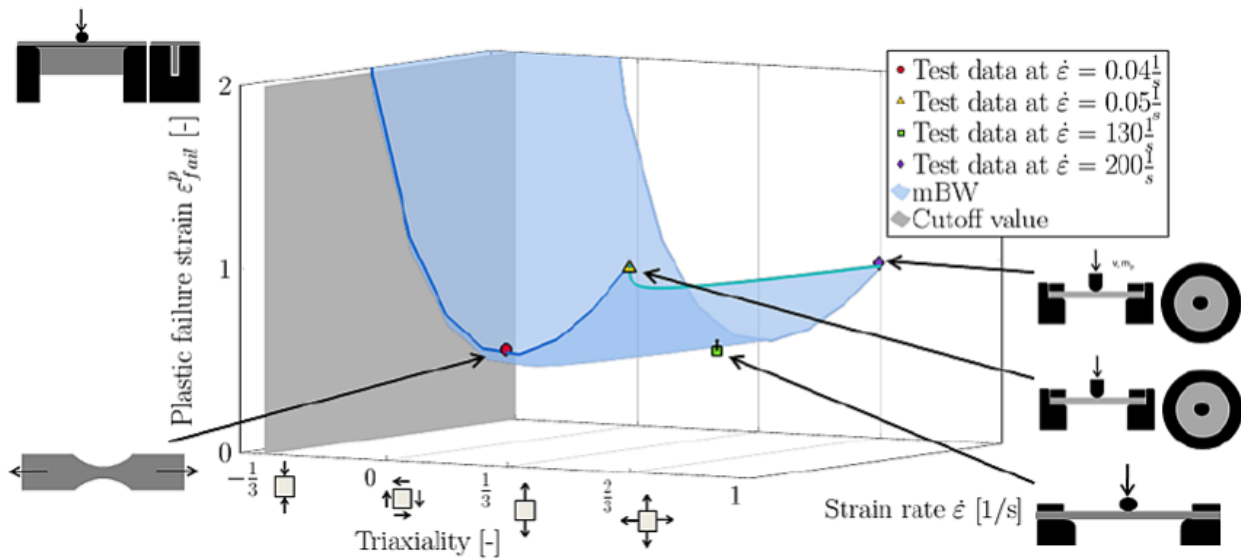 Test data at ε̇ = 0.04 1/s
Test data at ε̇ = 0.05 1/s
Test data at ε̇ = 130 1/s
Test data at ε̇ = 200 1/s
mBW
Cutoff value
Plastic failure strain ε^p_fail [-]
2
1
0
-1/3
0
1/3
2/3
1
Triaxiality [-]
Strain rate ε̇ [1/s]
v, m_p